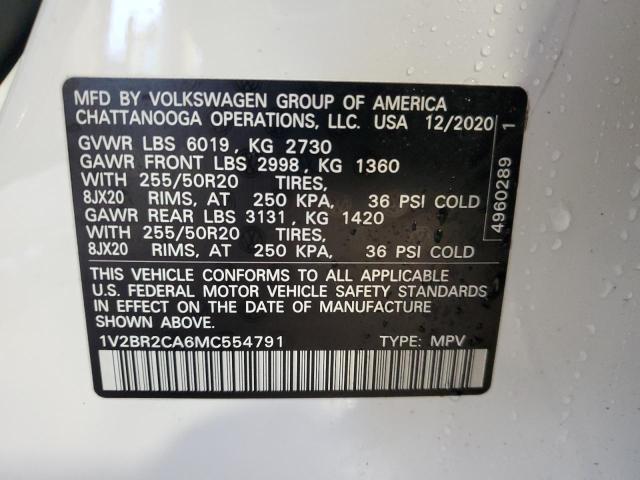 MFD BY VOLKSWAGEN GROUP OF AMERICA
CHATTANOOGA OPERATIONS, LLC. USA 12/2020
GVWR LBS 6019, KG 2730
GAWR FRONT LBS 2998, KG 1360
WITH 255/50R20 TIRES,
8JX20 RIMS, AT 250 KPA, 36 PSI COLD
GAWR REAR LBS 3131, KG 1420
WITH 255/50R20 TIRES,
8JX20 RIMS, AT 250 KPA, 36 PSI COLD
THIS VEHICLE CONFORMS TO ALL APPLICABLE
U.S. FEDERAL MOTOR VEHICLE SAFETY STANDARDS
IN EFFECT ON THE DATE OF MANUFACTURE
SHOWN ABOVE.
1V2BR2CA6MC554791 TYPE: MPV
4960289 1